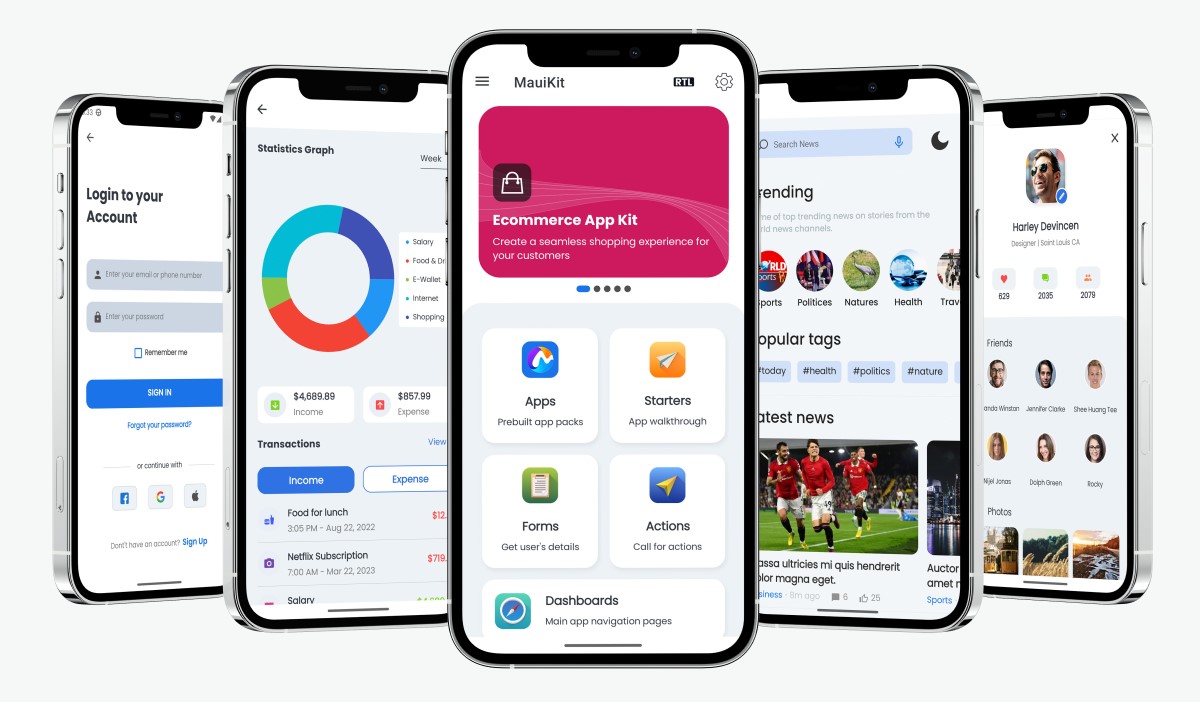 Login to your
Account
Enter your email or phone number
Enter your password
Remember me
SIGN IN
Forgot your password?
or continue with
G
Don't have an account? Sign Up
Statistics Graph
Week
Salary
Food & Dr
E-Wallet
Internet
Shopping
$4,689.89
Income
$857.99
Expense
Transactions
View
Income
Expense
Food for lunch
$12.
3:05 PM - Aug 22, 2022
Netflix Subscription
$719.
7:00 AM - Mar 22, 2023
Salary
MauiKit
RTL
Ecommerce App Kit
Create a seamless shopping experience for
your customers
Apps
Prebuilt app packs
Starters
App walkthrough
Forms
Get user's details
Actions
Call for actions
Dashboards
Main app navigation pages
Search News
rending
me of top trending news on stories from the
rld news channels.
ports
Politices
Natures
Health
Trav
opular tags
#today
#health
#politics
#nature
atest news
assa ultricies mi quis hendrerit
olor magna eget.
siness - 8m ago
6
25
Auctor
amet r
Sports
X
Harley Devincen
Designer | Saint Louis CA
629
2035
2079
Friends
anda Winston
Jennifer Clarke
Shee Huang Tee
Nijel Jonas
Dolph Green
Rocky
Photos